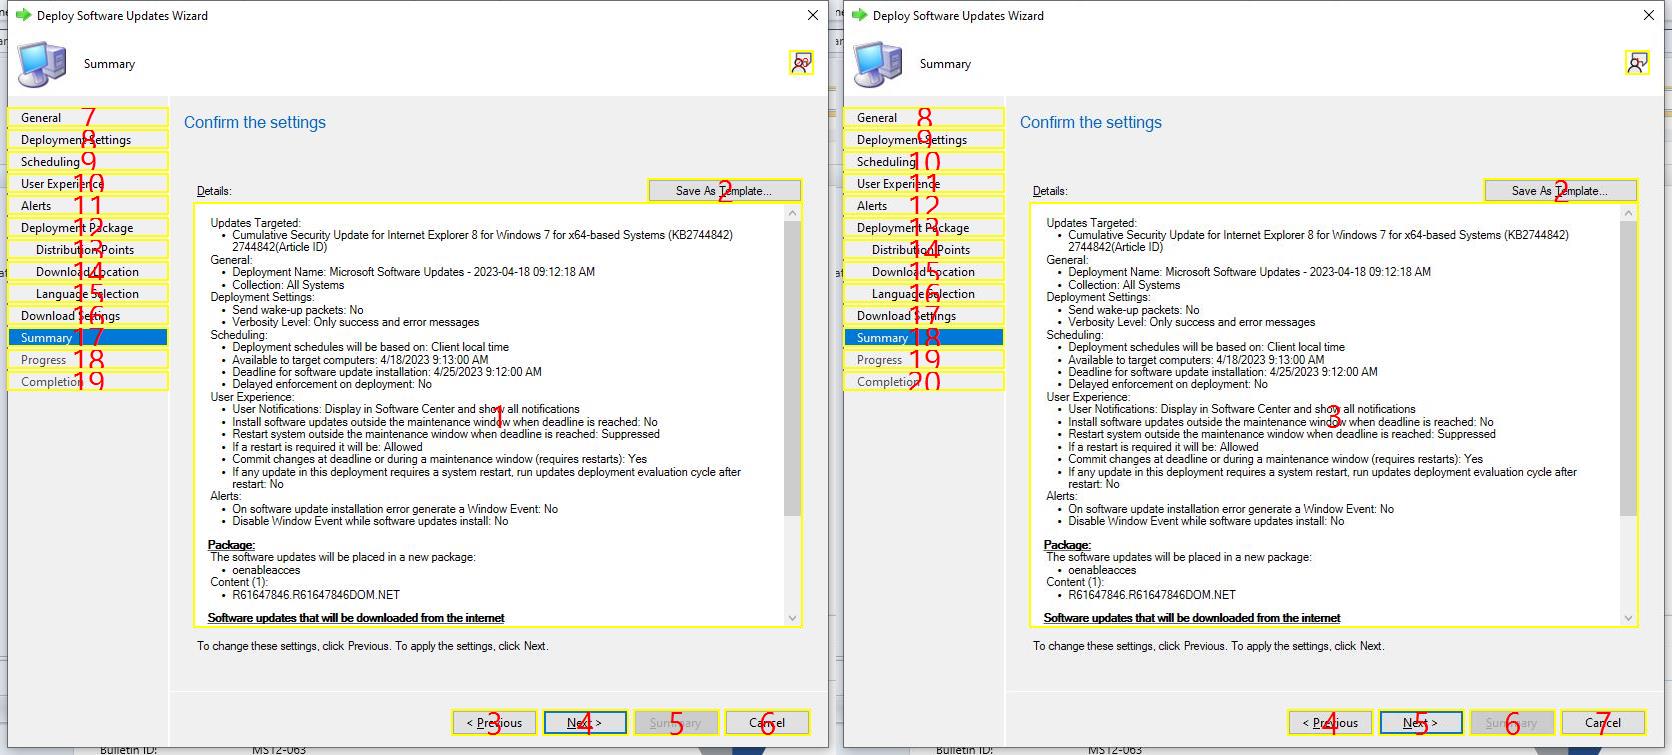 Deploy Software Updates Wizard
Summary
20
General 7
Deployment Settings 8
Scheduling 9
User Experience 10
Alerts 11
Deployment Package 12
Distribution Points 13
Download Location 14
Language Selection 15
Download Settings 16
Summary 17
Progress 18
Completion 19
Confirm the settings
Details:
Save As Template... 2
Updates Targeted:
• Cumulative Security Update for Internet Explorer 8 for Windows 7 for x64-based Systems (KB2744842)
2744842(Article ID)
General:
• Deployment Name: Microsoft Software Updates - 2023-04-18 09:12:18 AM
• Collection: All Systems
Deployment Settings:
• Send wake-up packets: No
• Verbosity Level: Only success and error messages
Scheduling:
• Deployment schedules will be based on: Client local time
• Available to target computers: 4/18/2023 9:13:00 AM
• Deadline for software update installation: 4/25/2023 9:12:00 AM
• Delayed enforcement on deployment: No
User Experience:
• User Notifications: Display in Software Center and show all notifications
1
• Install software updates outside the maintenance window when deadline is reached: No
• Restart system outside the maintenance window when deadline is reached: Suppressed
• If a restart is required it will be: Allowed
• Commit changes at deadline or during a maintenance window (requires restarts): Yes
• If any update in this deployment requires a system restart, run updates deployment evaluation cycle after
restart: No
Alerts:
• On software update installation error generate a Window Event: No
• Disable Window Event while software updates install: No
Package:
The software updates will be placed in a new package:
• oenableacces
Content (1):
• R61647846.R61647846DOM.NET
Software updates that will be downloaded from the internet
To change these settings, click Previous. To apply the settings, click Next.
< Previous 3
Next > 4
Summary 5
Cancel 6
Bulletin ID: MS12-063
Deploy Software Updates Wizard
Summary
General 8
Deployment Settings 9
Scheduling 10
User Experience 11
Alerts 12
Deployment Package 13
Distribution Points 14
Download Location 15
Language Selection 16
Download Settings 17
Summary 18
Progress 19
Completion 20
Confirm the settings
Details:
Save As Template... 2
Updates Targeted:
• Cumulative Security Update for Internet Explorer 8 for Windows 7 for x64-based Systems (KB2744842)
2744842(Article ID)
General:
• Deployment Name: Microsoft Software Updates - 2023-04-18 09:12:18 AM
• Collection: All Systems
Deployment Settings:
• Send wake-up packets: No
• Verbosity Level: Only success and error messages
Scheduling:
• Deployment schedules will be based on: Client local time
• Available to target computers: 4/18/2023 9:13:00 AM
• Deadline for software update installation: 4/25/2023 9:12:00 AM
• Delayed enforcement on deployment: No
User Experience:
• User Notifications: Display in Software Center and show all notifications
3
• Install software updates outside the maintenance window when deadline is reached: No
• Restart system outside the maintenance window when deadline is reached: Suppressed
• If a restart is required it will be: Allowed
• Commit changes at deadline or during a maintenance window (requires restarts): Yes
• If any update in this deployment requires a system restart, run updates deployment evaluation cycle after
restart: No
Alerts:
• On software update installation error generate a Window Event: No
• Disable Window Event while software updates install: No
Package:
The software updates will be placed in a new package:
• oenableacces
Content (1):
• R61647846.R61647846DOM.NET
Software updates that will be downloaded from the internet
To change these settings, click Previous. To apply the settings, click Next.
< Previous 4
Next > 5
Summary 6
Cancel 7
Bulletin ID: MS12-063